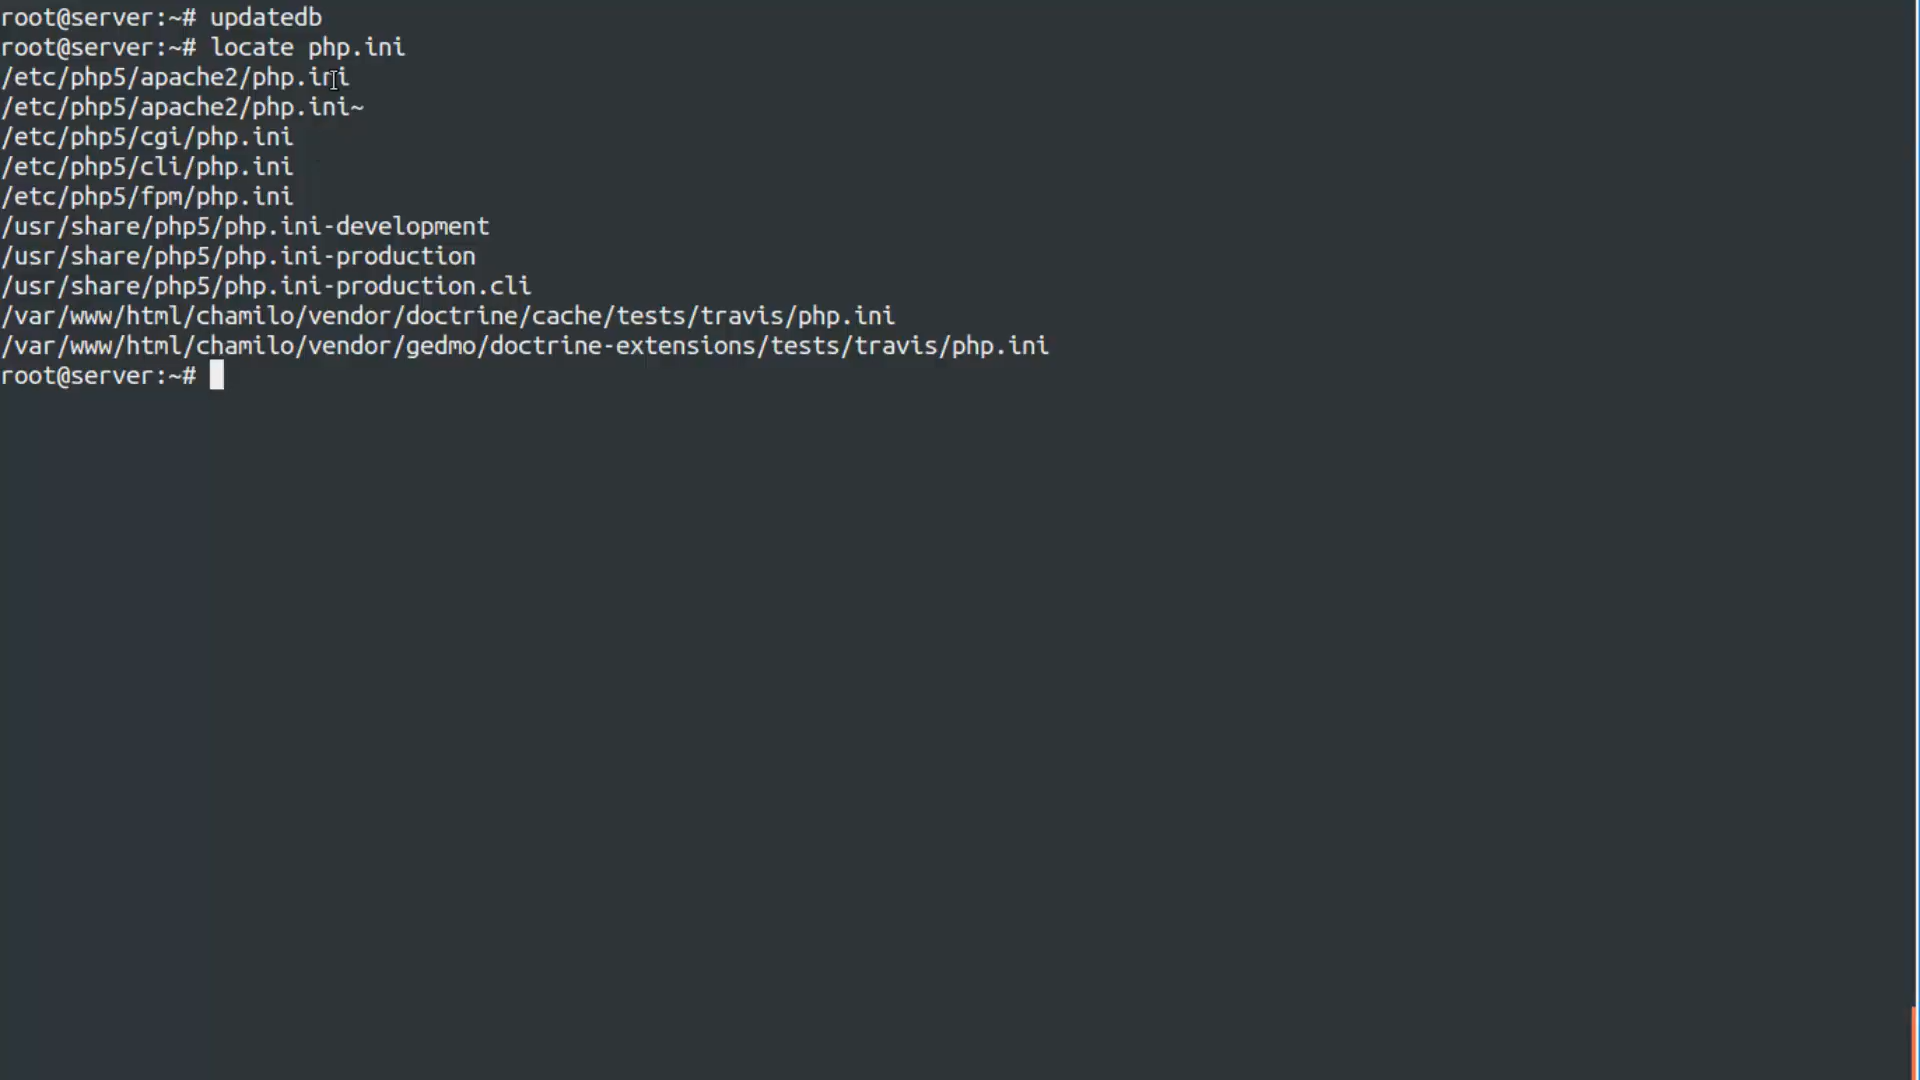 root@server:~# updatedb
root@server:~# locate php.ini
/etc/php5/apache2/php.ini
/etc/php5/apache2/php.ini~
/etc/php5/cgi/php.ini
/etc/php5/cli/php.ini
/etc/php5/fpm/php.ini
/usr/share/php5/php.ini-development
/usr/share/php5/php.ini-production
/usr/share/php5/php.ini-production.cli
/var/www/html/chamilo/vendor/doctrine/cache/tests/travis/php.ini
/var/www/html/chamilo/vendor/gedmo/doctrine-extensions/tests/travis/php.ini
root@server:~#